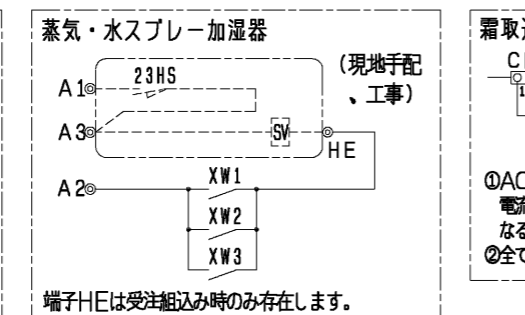 蒸気・水スプレー加湿器
(現地手配
、工事)
23HS
A1
A3
SV
HE
A2
XW1
XW2
XW3
端子HEは受注組込み時のみ存在します。
霜取
C
1
①AC
電流
なる
②全て